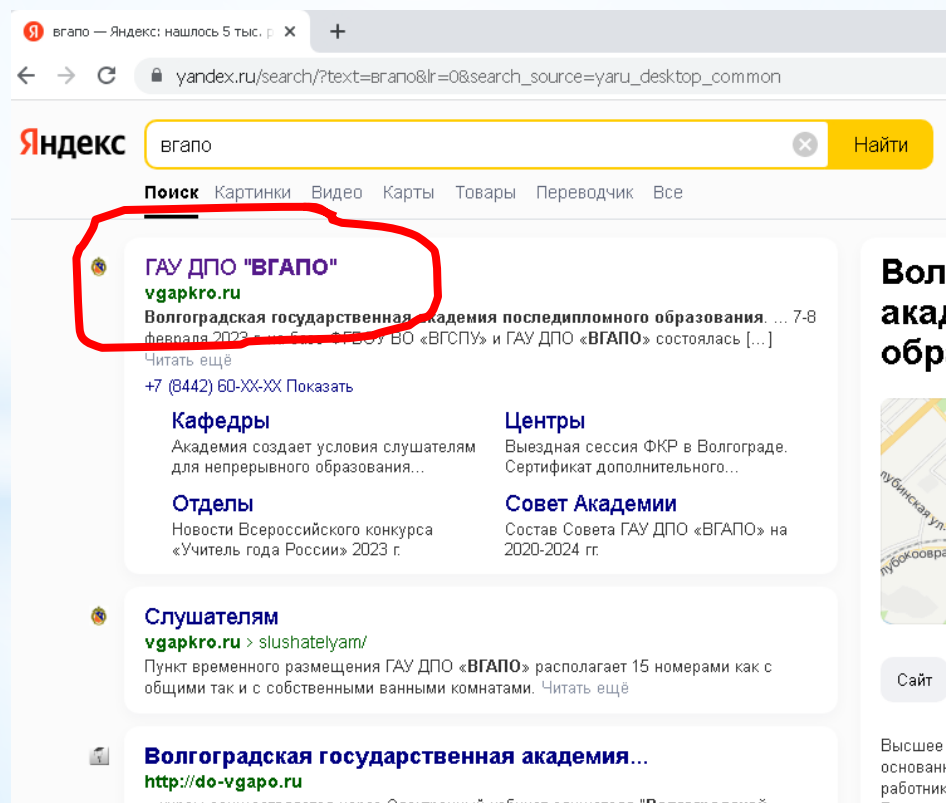 вгапо — Яндекс: нашлось 5 тыс. р
yandex.ru/search/?text=вгапо&lr=0&search_source=yaru_desktop_common
Яндекс
вгапо
Найти
Поиск Картинки Видео Карты Товары Переводчик Все
ГАУ ДПО "ВГАПО"
vgapkro.ru
Волгоградская государственная академия последипломного образования. ... 7-8
февраля 2023 г. на базе ФГБОУ ВО «ВГСПУ» и ГАУ ДПО «ВГАПО» состоялась [...]
Читать ещё
+7 (8442) 60-XX-XX Показать
Кафедры
Академия создает условия слушателям
для непрерывного образования...
Центры
Выездная сессия ФКР в Волгограде.
Сертификат дополнительного...
Отделы
Новости Всероссийского конкурса
«Учитель года России» 2023 г.
Совет Академии
Состав Совета ГАУ ДПО «ВГАПО» на
2020-2024 гг.
Слушателям
vgapkro.ru › slushatelyam/
Пункт временного размещения ГАУ ДПО «ВГАПО» располагает 15 номерами как с
общими так и с собственными ванными комнатами. Читать ещё
Волгоградская государственная академия...
http://do-vgapo.ru
Вол
ака
обр
Сайт
Высшее
основан
работни